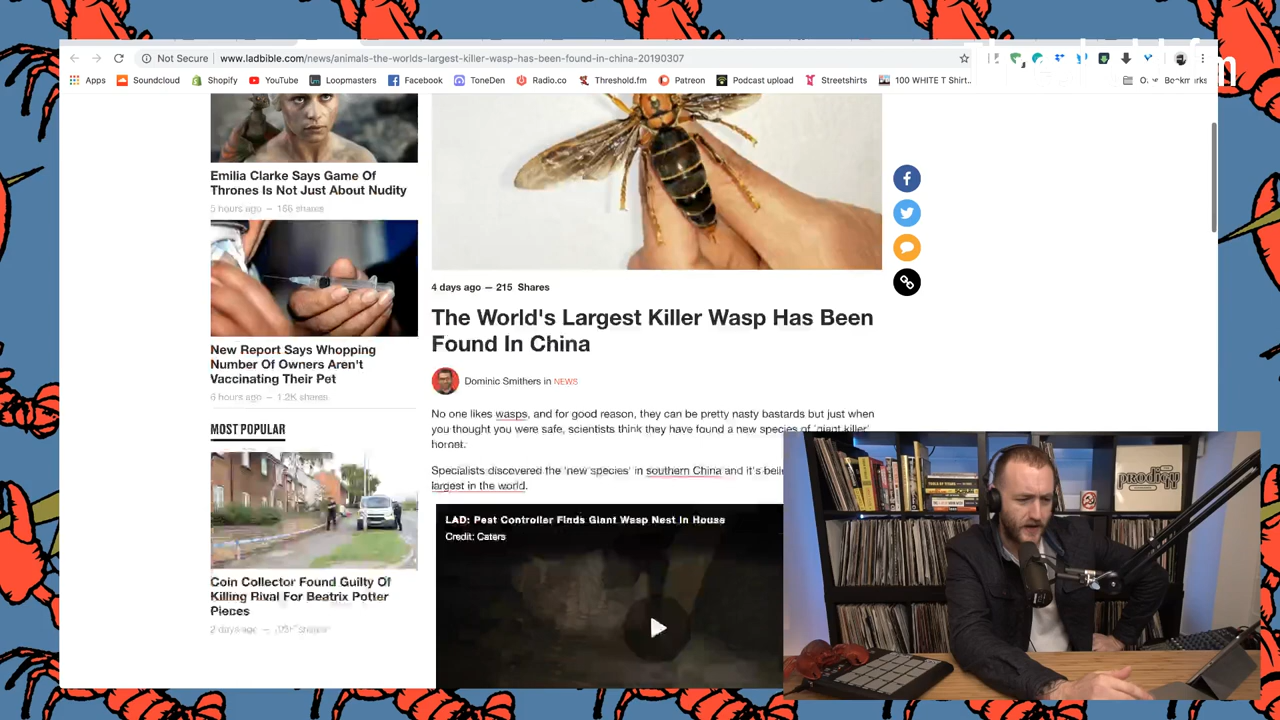 Not Secure
www.ladbible.com/news/animals-the-worlds-largest-killer-wasp-has-been-found-in-china-20190307
Apps Soundcloud Shopify YouTube Loopmasters Facebook ToneDen Radio.co Threshold.fm Patreon Podcast upload Streetshirts 100 WHITE T Shirt..
Emilia Clarke Says Game Of
Thrones Is Not Just About Nudity
5 hours ago — 166 shares
New Report Says Whopping
Number Of Owners Aren't
Vaccinating Their Pet
6 hours ago — 1.2K shares
MOST POPULAR
Coin Collector Found Guilty Of
Killing Rival For Beatrix Potter
Pieces
2 days ago — shares
4 days ago — 215 Shares
The World's Largest Killer Wasp Has Been
Found In China
Dominic Smithers in NEWS
No one likes wasps, and for good reason, they can be pretty nasty bastards but just when
you thought you were safe, scientists think they have found a new species of 'giant killer'
hornet.
Specialists discovered the 'new species' in southern China and it's
largest in the world.
LAD: Pest Controller Finds Giant Wasp Nest In House
Credit: Caters
prodigy